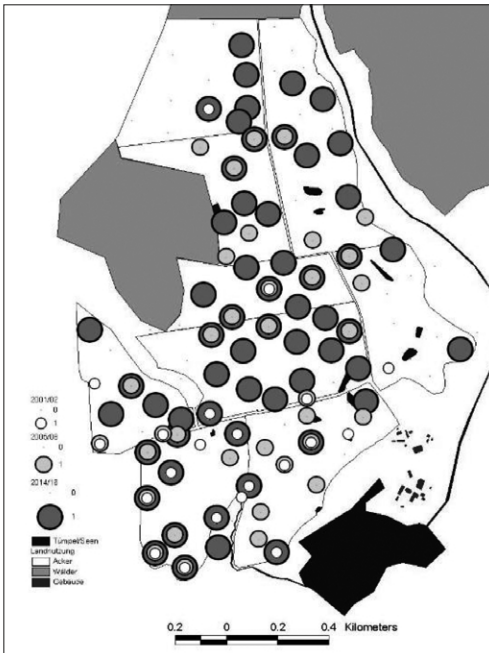 2001/02
0
1
2005/06
0
1
2014/15
0
1
Tümpel/Seen
Landnutzung
Acker
Wälder
Gebäude
0.2 0 0.2 0.4 Kilometers